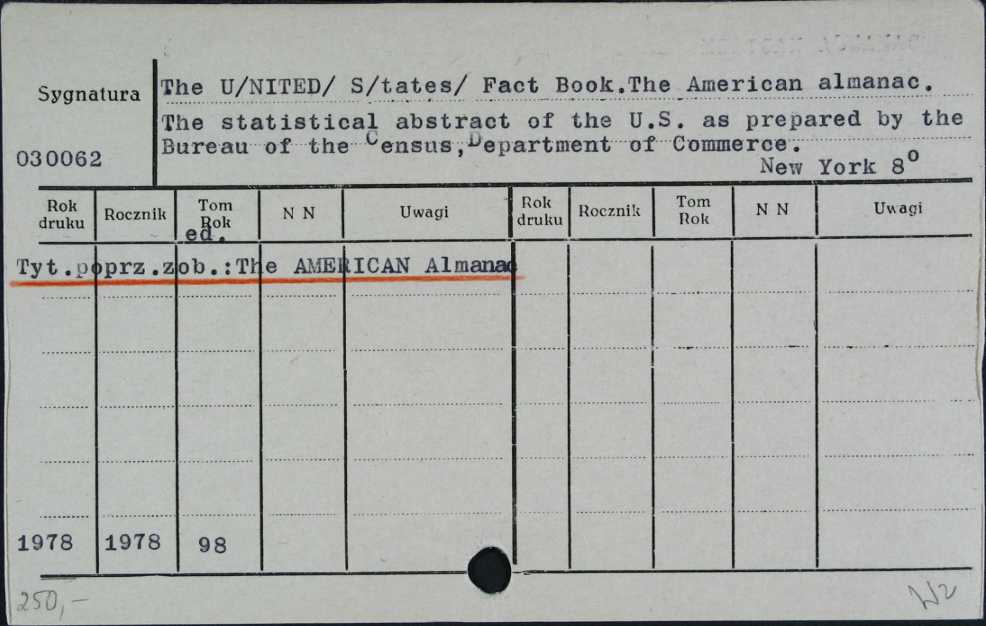 Sygnatura
The U/NITED/ S/tates/ Fact Book.The American almanac.
The statistical abstract of the U.S. as prepared by the
030062
Bureau of the Census,Department of Commerce.
New York 8º
Rok druku Rocznik Tom Rok N N Uwagi Rok druku Rocznik Tom Rok N N Uwagi
ed.
Tyt.poprz.zob.:The AMERICAN Almanac
1978 1978 98
250,-